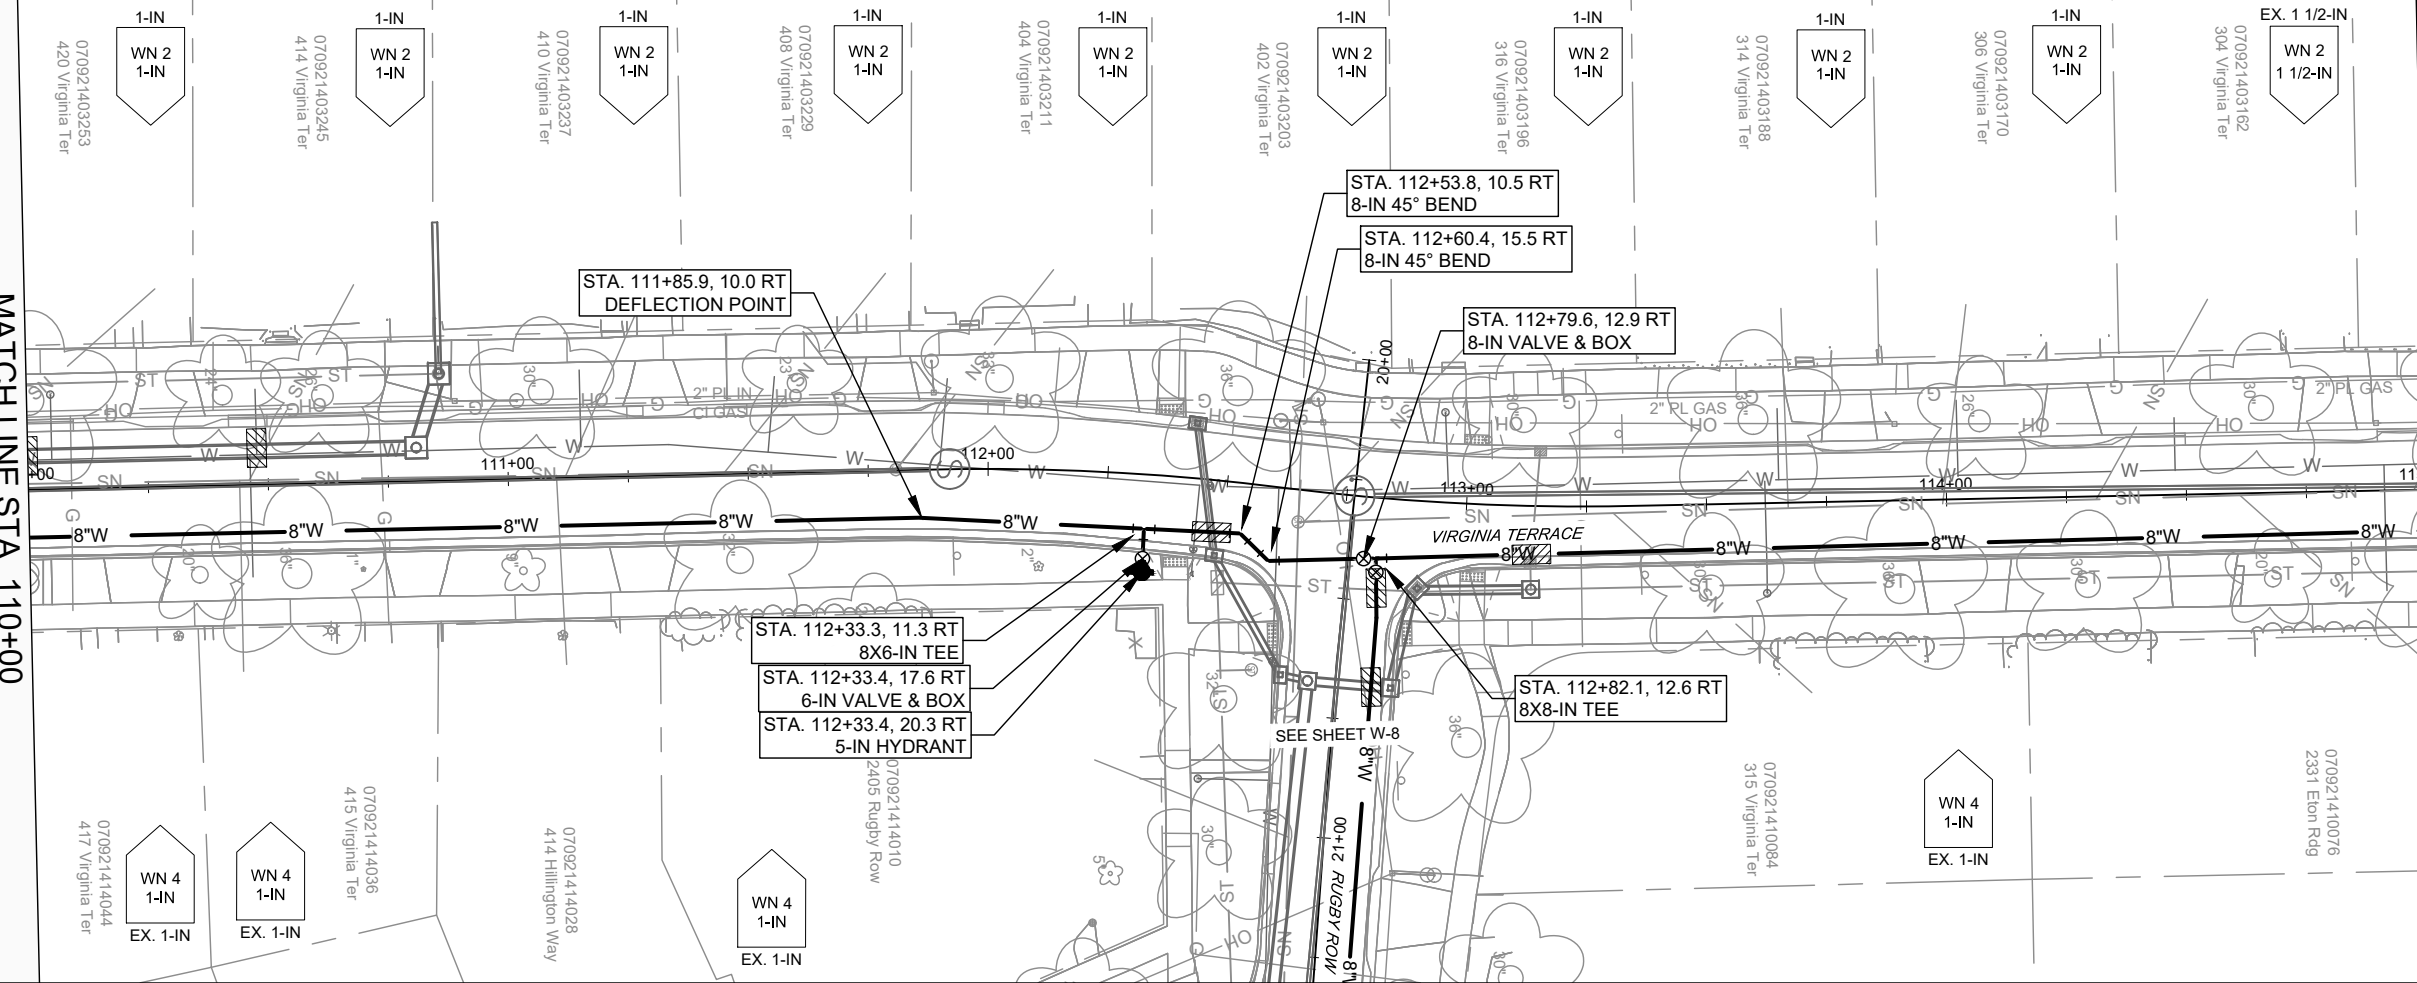 1-IN
WN 2
1-IN
1-IN
WN 2
1-IN
1-IN
WN 2
1-IN
1-IN
WN 2
1-IN
1-IN
WN 2
1-IN
1-IN
WN 2
1-IN
1-IN
WN 2
1-IN
1-IN
WN 2
1-IN
1-IN
WN 2
1-IN
EX. 1 1/2-IN
WN 2
1 1/2-IN
070921403253
420 Virginia Ter
070921403245
414 Virginia Ter
070921403237
410 Virginia Ter
070921403229
408 Virginia Ter
070921403211
404 Virginia Ter
070921403203
402 Virginia Ter
070921403196
316 Virginia Ter
070921403188
314 Virginia Ter
070921403170
306 Virginia Ter
070921403162
304 Virginia Ter
STA. 112+53.8, 10.5 RT
8-IN 45° BEND
STA. 112+60.4, 15.5 RT
8-IN 45° BEND
STA. 111+85.9, 10.0 RT
DEFLECTION POINT
STA. 112+79.6, 12.9 RT
8-IN VALVE & BOX
MATCH LINE STA 110+00
20+00
2" PL IN
CI GAS
2" PL GAS
2" PL GAS
111+00
112+00
113+00
114+00
8"W
8"W
8"W
8"W
8"W
8"W
8"W
8"W
8"W
8"W
VIRGINIA TERRACE
STA. 112+33.3, 11.3 RT
8X6-IN TEE
STA. 112+33.4, 17.6 RT
6-IN VALVE & BOX
STA. 112+33.4, 20.3 RT
5-IN HYDRANT
STA. 112+82.1, 12.6 RT
8X8-IN TEE
SEE SHEET W-8
8"W
21+00
RUGBY ROW
070921414044
417 Virginia Ter
070921414036
415 Virginia Ter
070921414028
414 Hillington Way
070921414010
2405 Rugby Row
070921410084
315 Virginia Ter
070921410076
2331 Eton Rdg
WN 4
1-IN
EX. 1-IN
WN 4
1-IN
EX. 1-IN
WN 4
1-IN
EX. 1-IN
WN 4
1-IN
EX. 1-IN